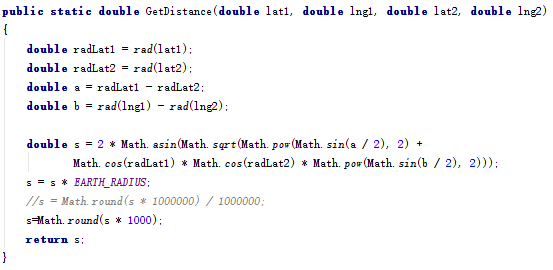 public static double GetDistance(double lat1, double lng1, double lat2, double lng2)
{
double radLat1 = rad(lat1);
double radLat2 = rad(lat2);
double a = radLat1 - radLat2;
double b = rad(lng1) - rad(lng2);
double s = 2 * Math.asin(Math.sqrt(Math.pow(Math.sin(a / 2), 2) +
Math.cos(radLat1) * Math.cos(radLat2) * Math.pow(Math.sin(b / 2), 2)));
s = s * EARTH_RADIUS;
//s = Math.round(s * 1000000) / 1000000;
s=Math.round(s * 1000);
return s;
}